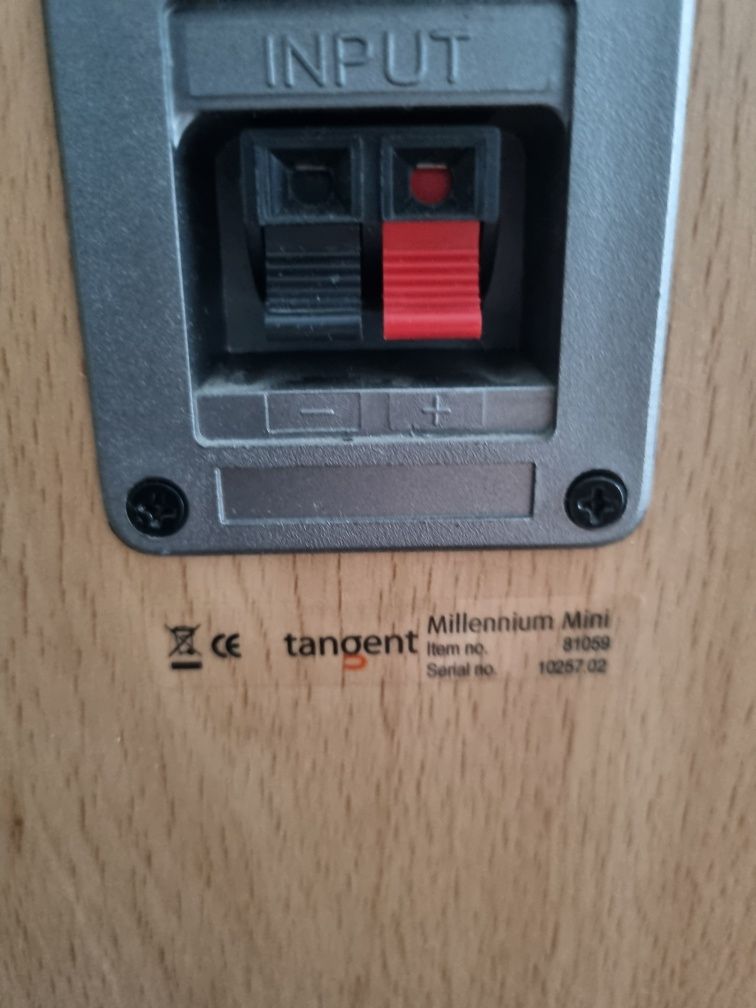 INPUT
− +
CE tangent
Millennium Mini
Item no. 81059
Serial no. 10257.02